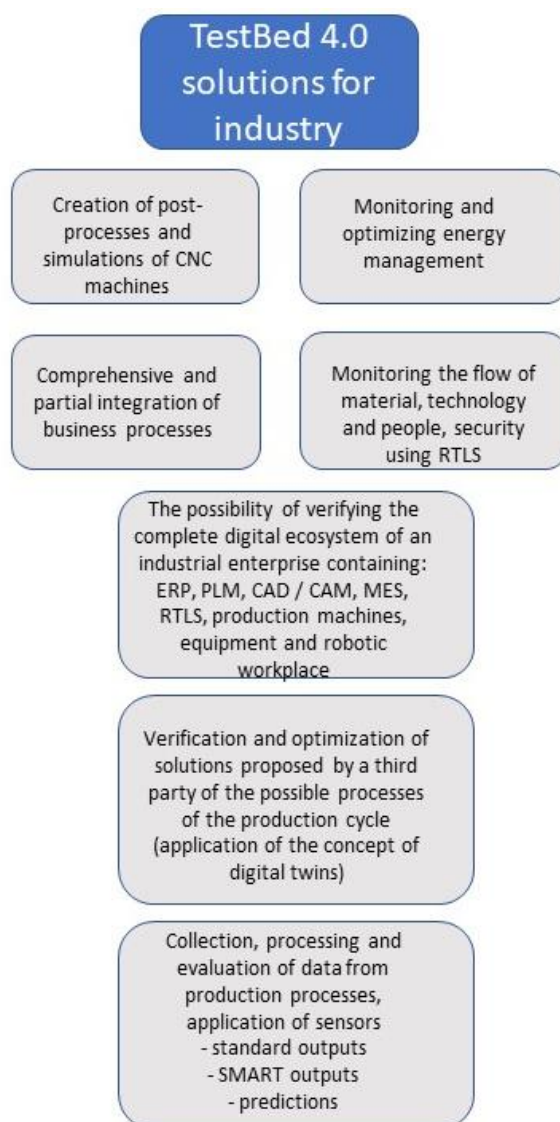 TestBed 4.0
solutions for
industry
Creation of post-
processes and
simulations of CNC
machines
Monitoring and
optimizing energy
management
Comprehensive and
partial integration of
business processes
Monitoring the flow of
material, technology
and people, security
using RTLS
The possibility of verifying the
complete digital ecosystem of an
industrial enterprise containing:
ERP, PLM, CAD / CAM, MES,
RTLS, production machines,
equipment and robotic
workplace
Verification and optimization of
solutions proposed by a third
party of the possible processes
of the production cycle
(application of the concept of
digital twins)
Collection, processing and
evaluation of data from
production processes,
application of sensors
- standard outputs
- SMART outputs
- predictions